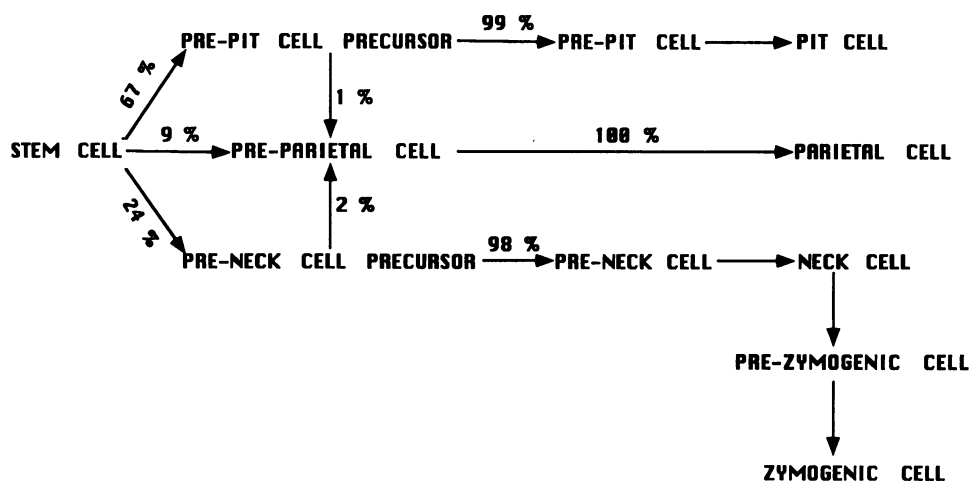 99 %
PRE-PIT CELL PRECURSOR PRE-PIT CELL PIT CELL
67 %
1 %
9 % 100 %
STEM CELL PRE-PARIETAL CELL PARIETAL CELL
2 %
24 %
98 %
PRE-NECK CELL PRECURSOR PRE-NECK CELL NECK CELL
PRE-ZYMOGENIC CELL
ZYMOGENIC CELL